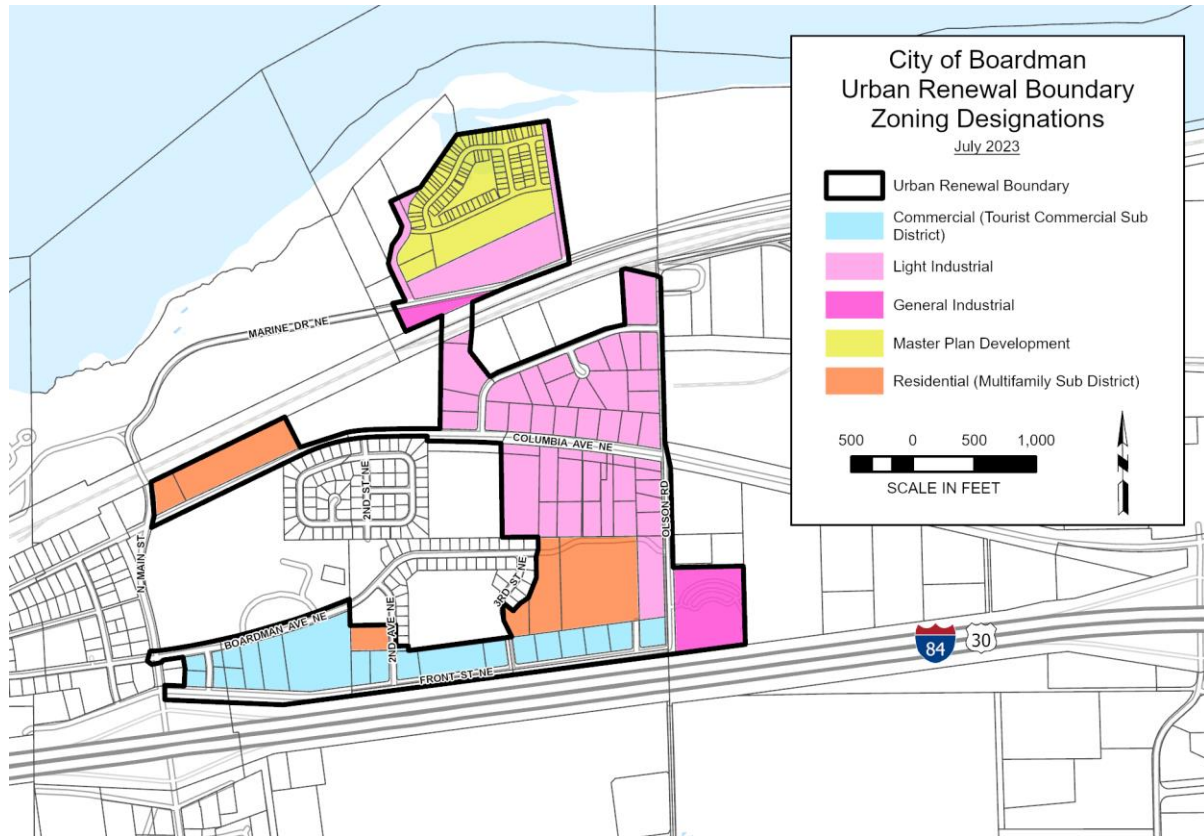 City of Boardman
Urban Renewal Boundary
Zoning Designations
July 2023
Urban Renewal Boundary
Commercial (Tourist Commercial Sub
District)
Light Industrial
General Industrial
Master Plan Development
Residential (Multifamily Sub District)
500 0 500 1,000
SCALE IN FEET
MARINE DR NE
COLUMBIA AVE NE
2ND ST NE
OLSON RD
N MAIN ST
3RD ST NE
BOARDMAN AVE NE
2ND AVE NE
FRONT ST NE
84
30